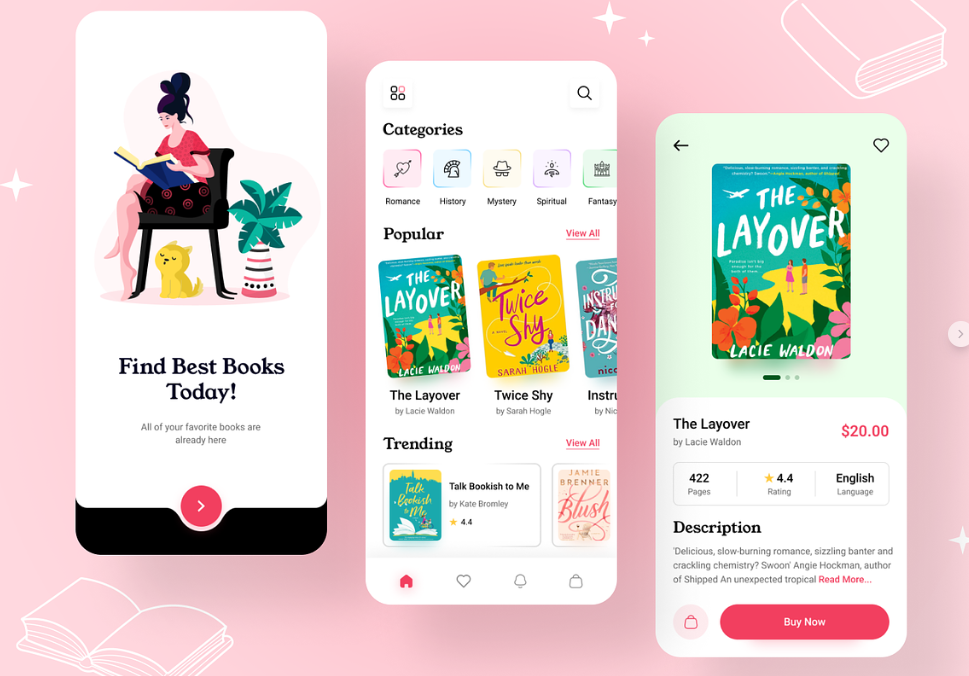 Find Best Books
Today!
All of your favorite books are
already here
Categories
Romance
History
Mystery
Spiritual
Fantasy
Popular
View All
THE
LAYOVER
LACIE WALDON
Twice
Shy
SARAH HOGLE
INSTRU
FO
DAN
nico
The Layover
by Lacie Waldon
Twice Shy
by Sarah Hogle
Instru
by Nic
Trending
View All
Talk
Bookish
to Me
Talk Bookish to Me
by Kate Bromley
4.4
JAMIE
BRENNER
Blush
THE
LAYOVER
LACIE WALDON
The Layover
by Lacie Waldon
$20.00
422
Pages
4.4
Rating
English
Language
Description
'Delicious, slow-burning romance, sizzling banter and
crackling chemistry? Swoon' Angie Hockman, author
of Shipped An unexpected tropical Read More...
Buy Now